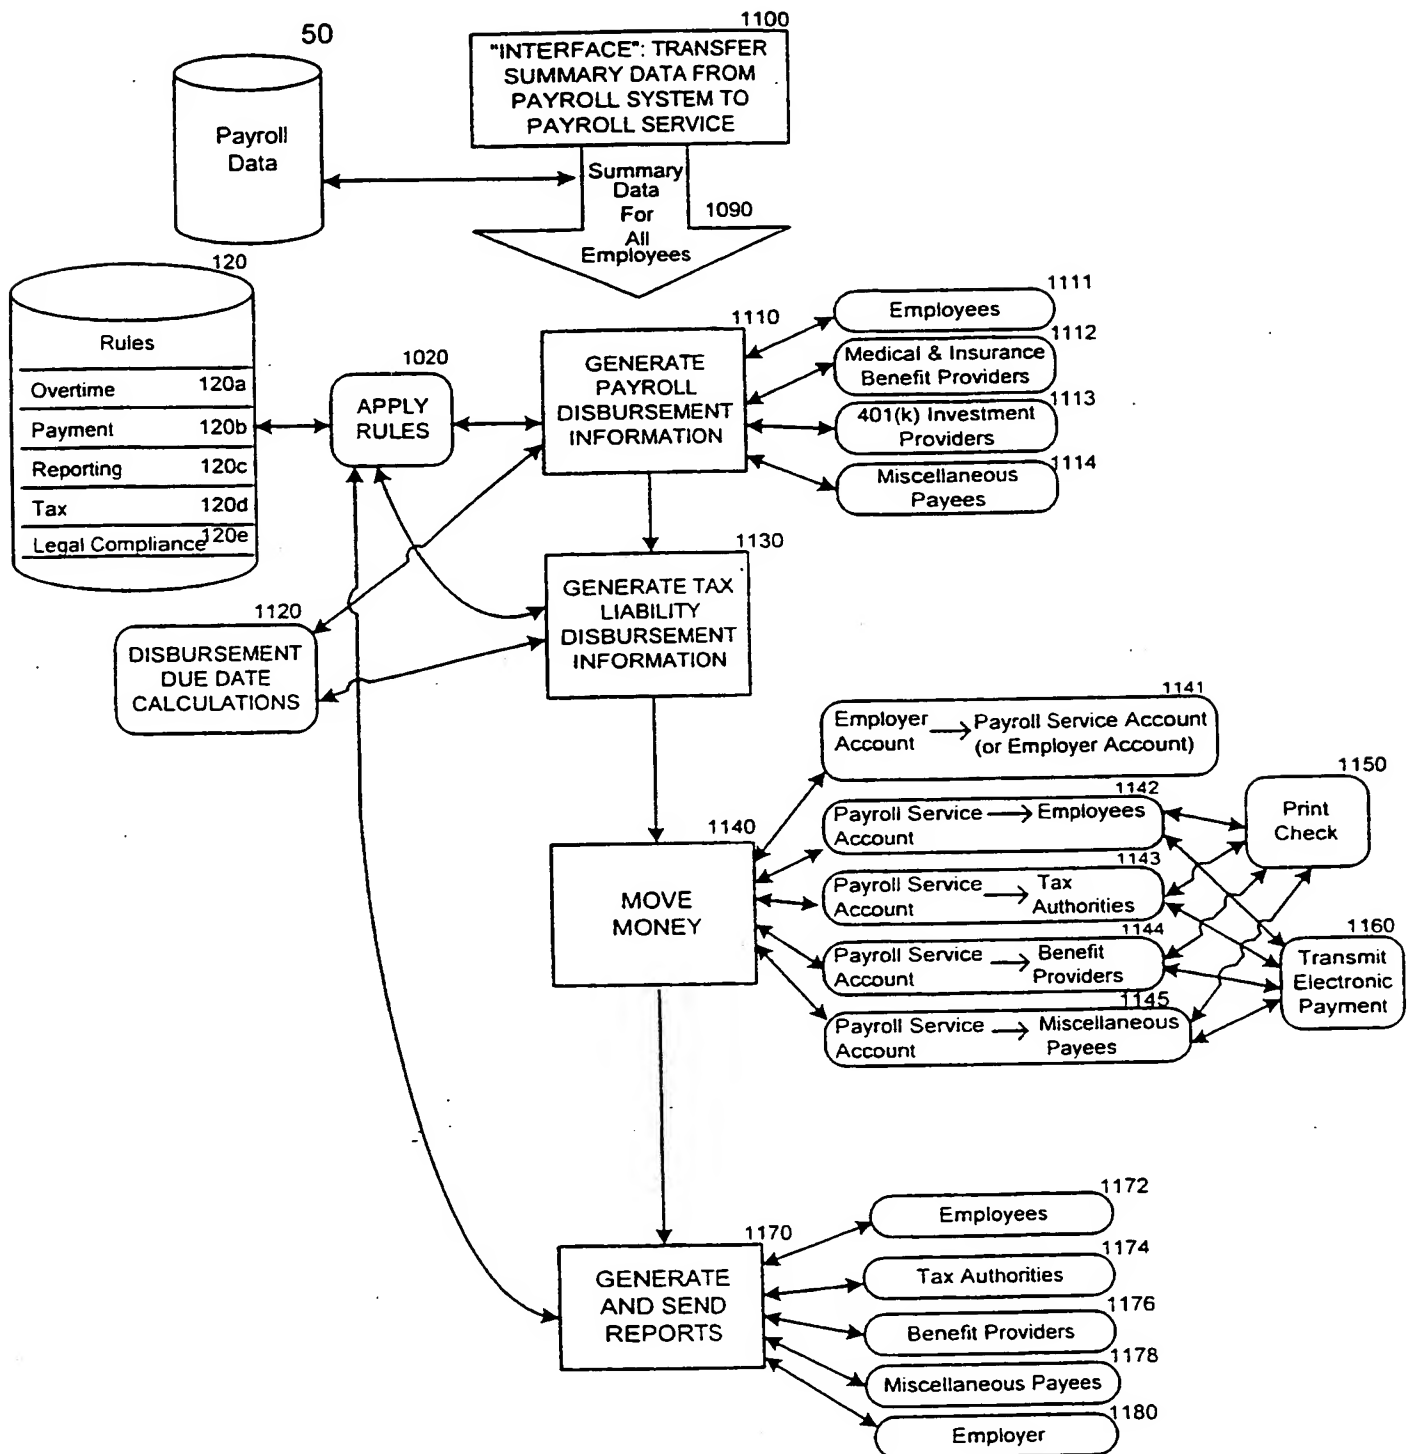 50
Payroll
Data
1100
"INTERFACE": TRANSFER
SUMMARY DATA FROM
PAYROLL SYSTEM TO
PAYROLL SERVICE
Summary
Data
For
All
Employees
1090
120
Rules
Overtime 120a
Payment 120b
Reporting 120c
Tax 120d
Legal Compliance 120e
1020
APPLY
RULES
1110
GENERATE
PAYROLL
DISBURSEMENT
INFORMATION
1111
Employees
1112
Medical & Insurance
Benefit Providers
1113
401(k) Investment
Providers
1114
Miscellaneous
Payees
1120
DISBURSEMENT
DUE DATE
CALCULATIONS
1130
GENERATE TAX
LIABILITY
DISBURSEMENT
INFORMATION
1140
MOVE
MONEY
1141
Employer → Payroll Service Account
Account (or Employer Account)
1142
Payroll Service → Employees
Account
1143
Payroll Service → Tax
Account Authorities
1144
Payroll Service → Benefit
Account Providers
1145
Payroll Service → Miscellaneous
Account Payees
1150
Print
Check
1160
Transmit
Electronic
Payment
1170
GENERATE
AND SEND
REPORTS
1172
Employees
1174
Tax Authorities
1176
Benefit Providers
1178
Miscellaneous Payees
1180
Employer